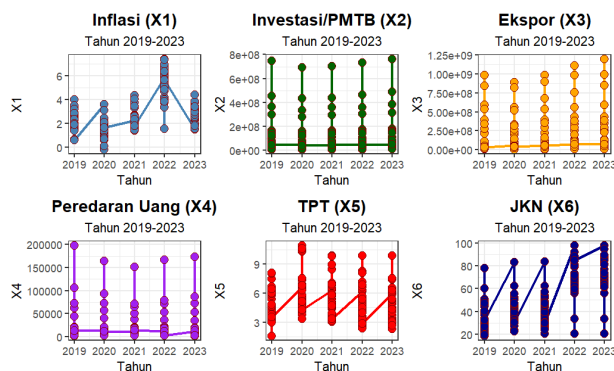 Inflasi (X1)
Tahun 2019-2023
X1
6
4
2
0
2019 2020 2021 2022 2023
Tahun
Investasi/PMTB (X2)
Tahun 2019-2023
X2
8e+08
6e+08
4e+08
2e+08
0e+00
2019 2020 2021 2022 2023
Tahun
Ekspor (X3)
Tahun 2019-2023
X3
1.25e+09
1.00e+09
7.50e+08
5.00e+08
2.50e+08
0.00e+00
2019 2020 2021 2022 2023
Tahun
Peredaran Uang (X4)
Tahun 2019-2023
X4
200000
150000
100000
50000
0
2019 2020 2021 2022 2023
Tahun
TPT (X5)
Tahun 2019-2023
X5
9
6
3
2019 2020 2021 2022 2023
Tahun
JKN (X6)
Tahun 2019-2023
X6
100
80
60
40
20
2019 2020 2021 2022 2023
Tahun